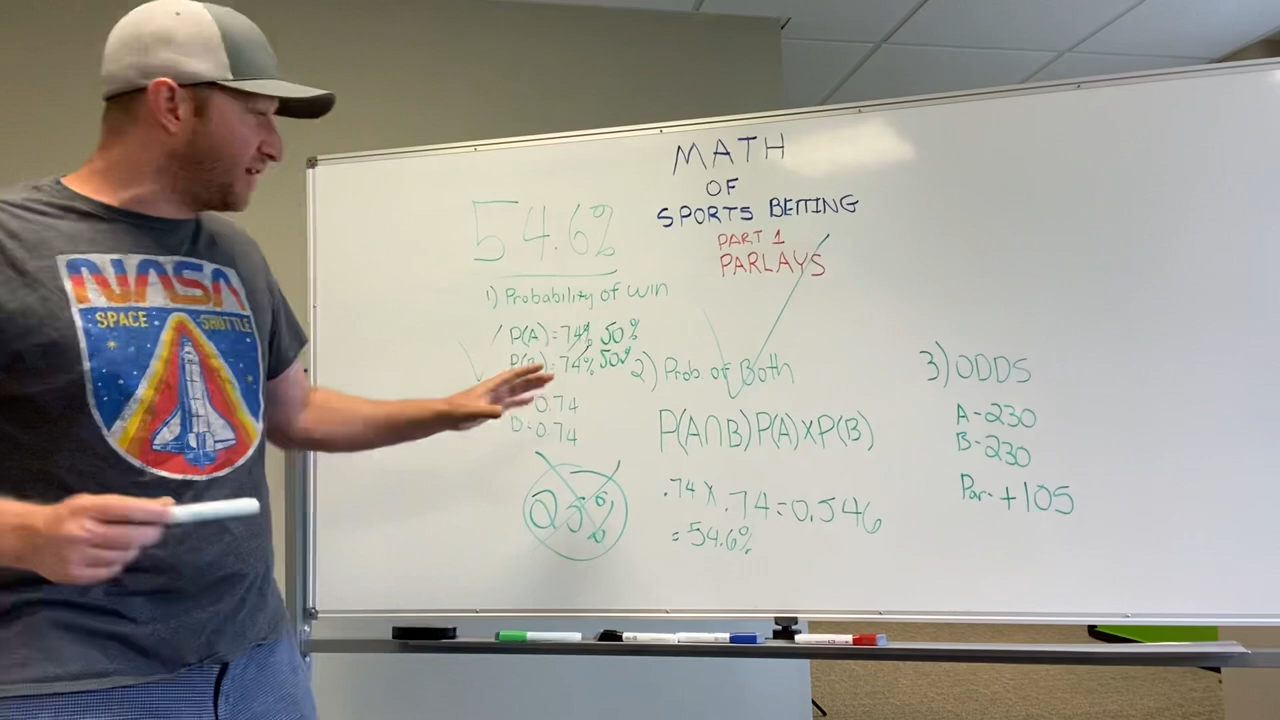 NASA
SPACE SHUTTLE
MATH
OF
SPORTS BETTING
PART 1
PARLAYS
54.6%
1) Probability of win
P(A)=74% 50%
P(B)=74% 50%
0.74
D=0.74
25%
2) Prob. of Both
P(A∩B)P(A)XP(B)
.74 x .74=0.546
=54.6%
3) ODDS
A-230
B-230
Par- +105